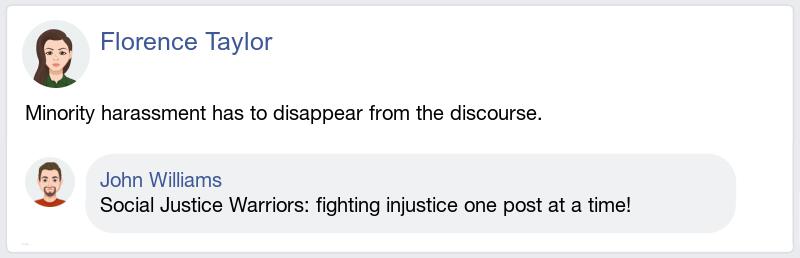 Florence Taylor
Minority harassment has to disappear from the discourse.
John Williams
Social Justice Warriors: fighting injustice one post at a time!